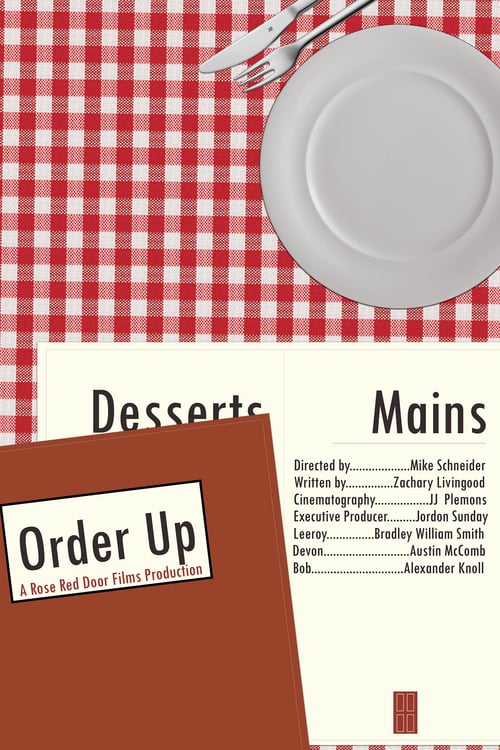 Desserts
Mains
Directed by...................Mike Schneider
Written by...............Zachary Livingood
Cinematography.................JJ Plemons
Executive Producer.........Jordon Sunday
Leeroy...............Bradley William Smith
Devon...........................Austin McComb
Bob.............................Alexander Knoll
Order Up
A Rose Red Door Films Production